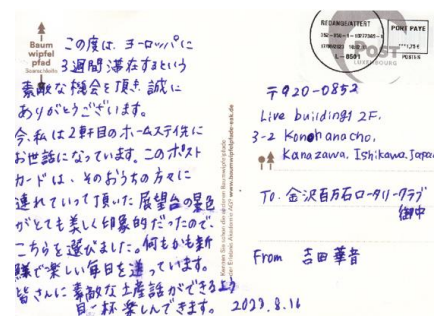 Baum
wipfel
pfad
この度は、ヨーロッパに
3週間滞在するという
素敵な機会を頂き、誠に
ありがとうございます。
今、私は2軒目のホームステイ先に
お世話になっています。このポスト
カードは、そのおうちの方々に
連れていって頂いた展望台の景色
がとても美しく印象的だったので
こちらを選びました。何もかも新
鮮で楽しい毎日を送っています。
皆さんに素敵な土産話ができるよう
目一杯楽しんできます。 2023.8.16
PORT PAYE
L-8551
POST
LUXEMBOURG
〒920-0852
Live building1 2F.
3-2 Konohanacho,
Kanazawa, Ishikawa, Japan
To. 金沢百万石ロータリークラブ
御中
From 吉田 華音